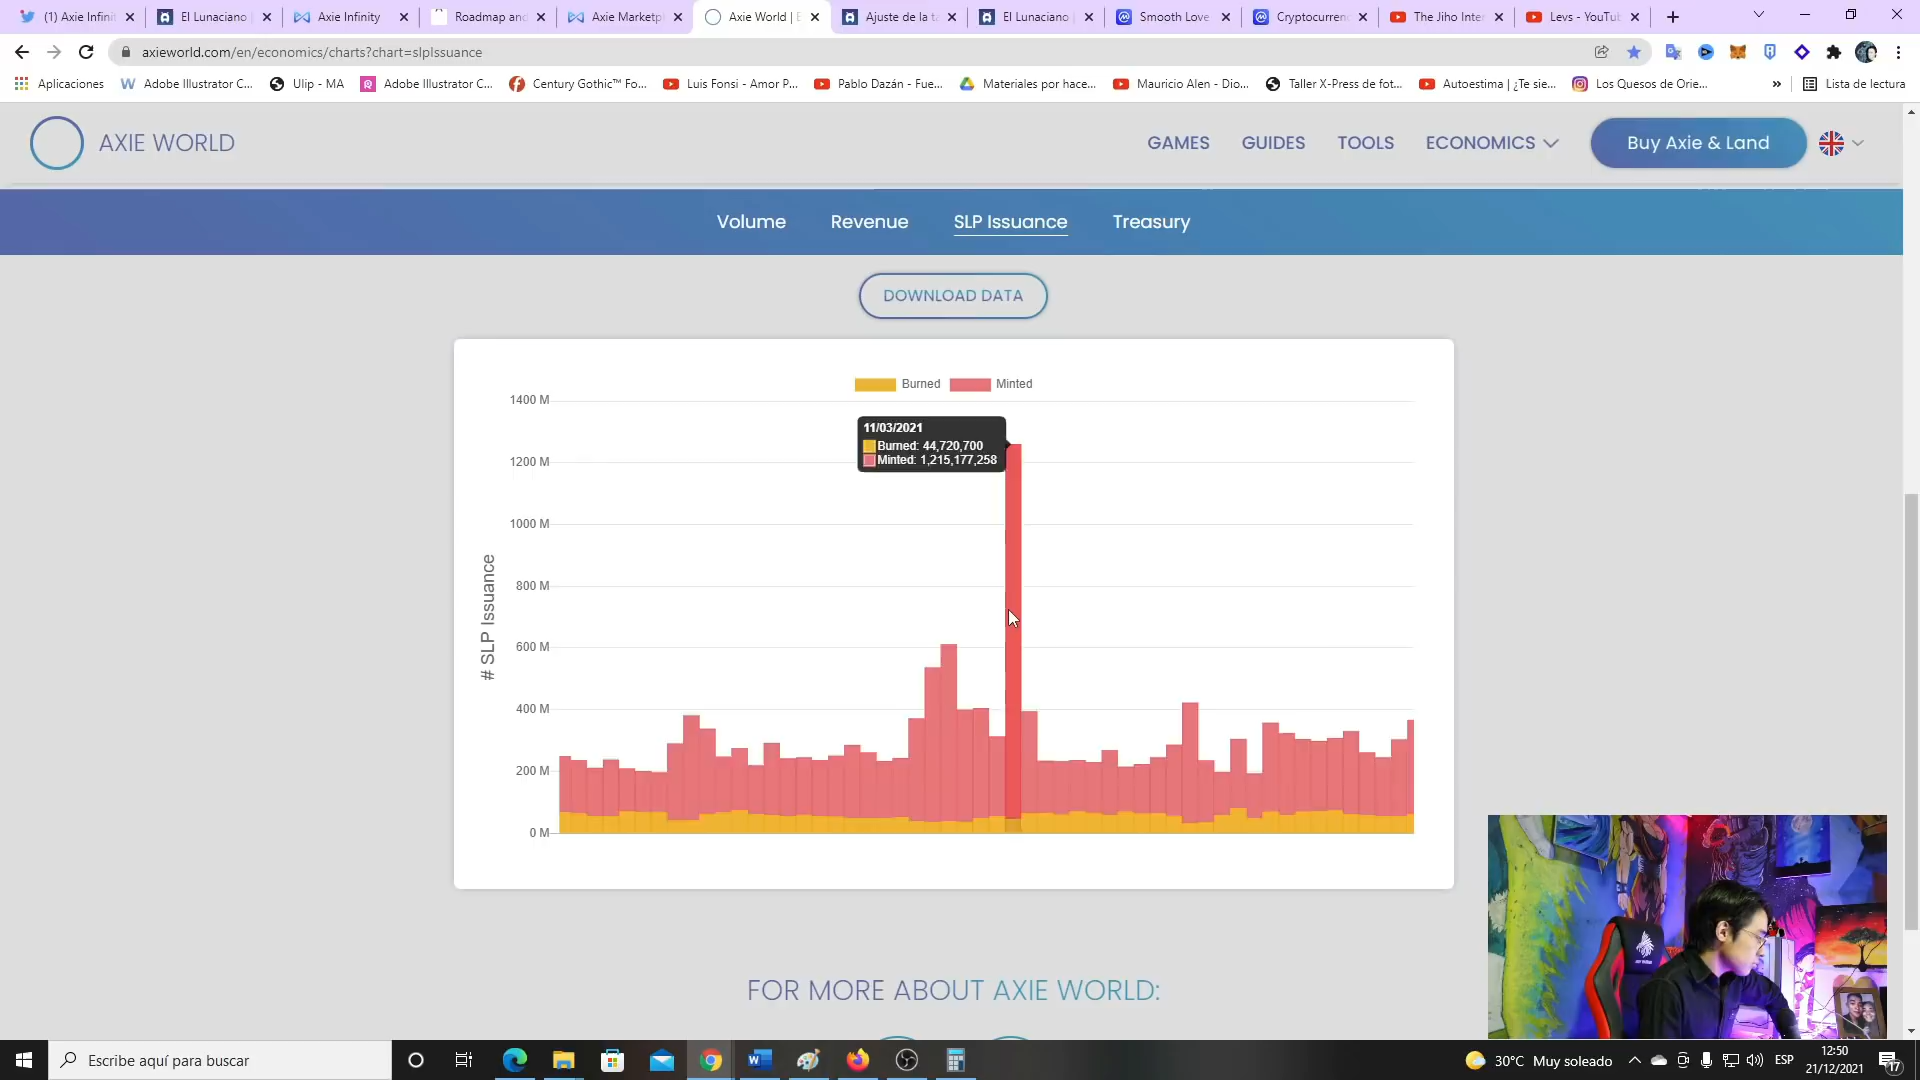 (1) Axie Infinit
El Lunaciano |
Axie Infinity
Roadmap and
Axie Marketpl
Axie World | E
Ajuste de la t
El Lunaciano |
Smooth Love
Cryptocurrenc
The Jiho Inter
Levs - YouTub
axieworld.com/en/economics/charts?chart=slpIssuance
Aplicaciones
Adobe Illustrator C...
Ulip - MA
Adobe Illustrator C...
Century Gothic™ Fo...
Luis Fonsi - Amor P...
Pablo Dazán - Fue...
Materiales por hace...
Mauricio Alen - Dio...
Taller X-Press de fot...
Autoestima | ¿Te sie...
Los Quesos de Orie...
»
Lista de lectura
AXIE WORLD
GAMES
GUIDES
TOOLS
ECONOMICS
Buy Axie & Land
Volume
Revenue
SLP Issuance
Treasury
DOWNLOAD DATA
Burned
Minted
1400 M
11/03/2021
Burned: 44,720,700
Minted: 1,215,177,258
1200 M
1000 M
800 M
600 M
400 M
200 M
0 M
# SLP Issuance
FOR MORE ABOUT AXIE WORLD:
Escribe aquí para buscar
30°C Muy soleado
ESP
12:50
21/12/2021
17